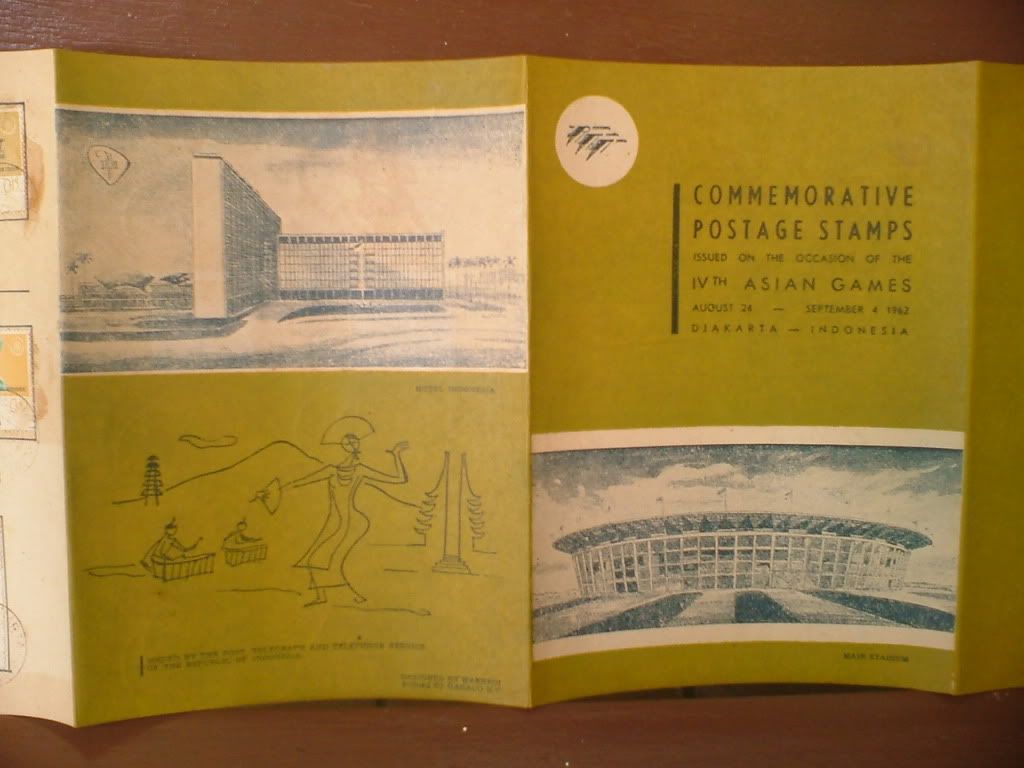 HOTEL INDONESIA
ISSUED BY THE POST, TELEGRAPH AND TELEPHONE SERVICE
OF THE REPUBLIC OF INDONESIA
DESIGNED BY
PRINTED BY
COMMEMORATIVE
POSTAGE STAMPS
ISSUED ON THE OCCASION OF THE
IVTH ASIAN GAMES
AUGUST 24 — SEPTEMBER 4 1962
DJAKARTA — INDONESIA
MAIN STADIUM